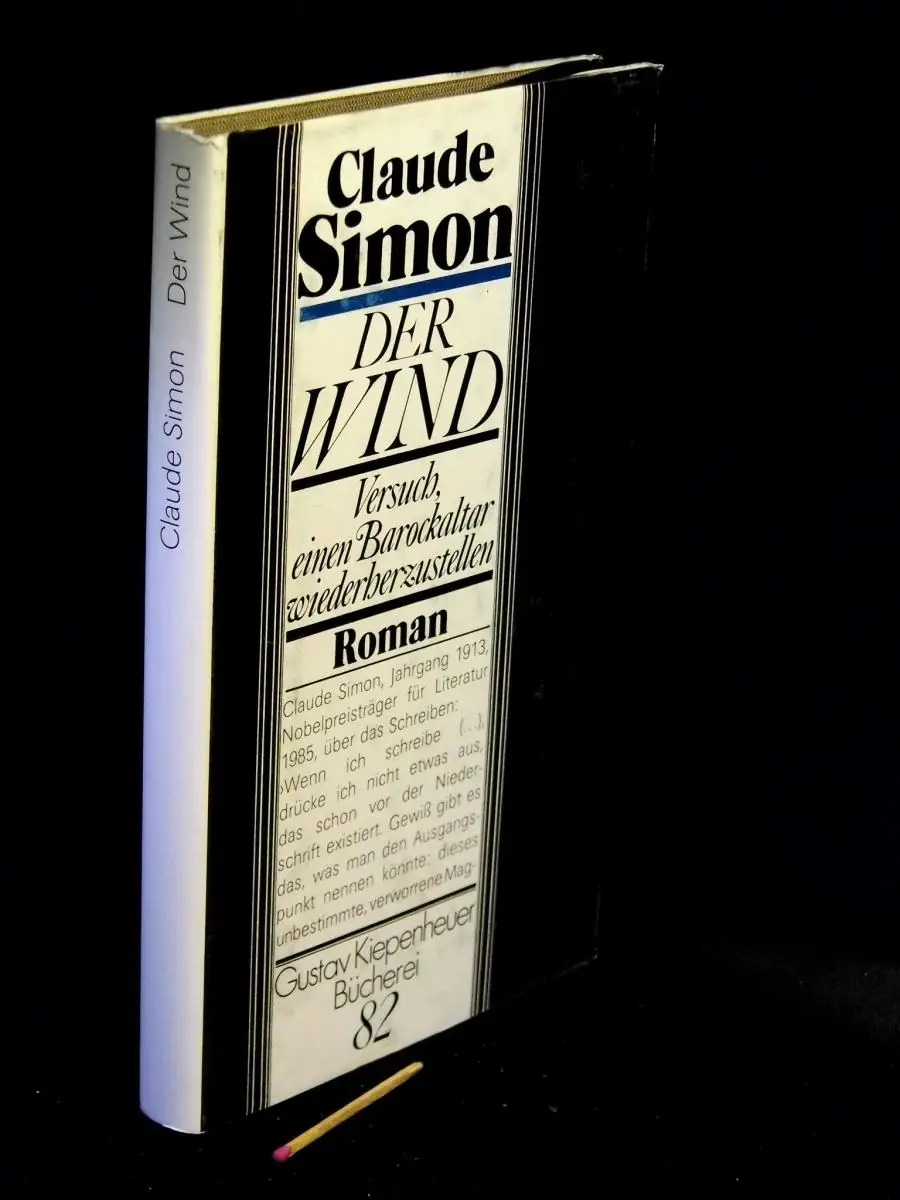 Claude Simon Der Wind
Claude
Simon
DER
WIND
Versuch,
einen Barockaltar
wiederherzustellen
Roman
Claude Simon, Jahrgang 1913,
Nobelpreisträger für Literatur
1985, über das Schreiben:
›Wenn ich schreibe (...),
drücke ich nicht etwas aus,
das schon vor der Nieder-
schrift existiert. Gewiß gibt es
das, was man den Ausgangs-
punkt nennen könnte: dieses
unbestimmte, verworrene Mag-
Gustav Kiepenheuer
Bücherei
82